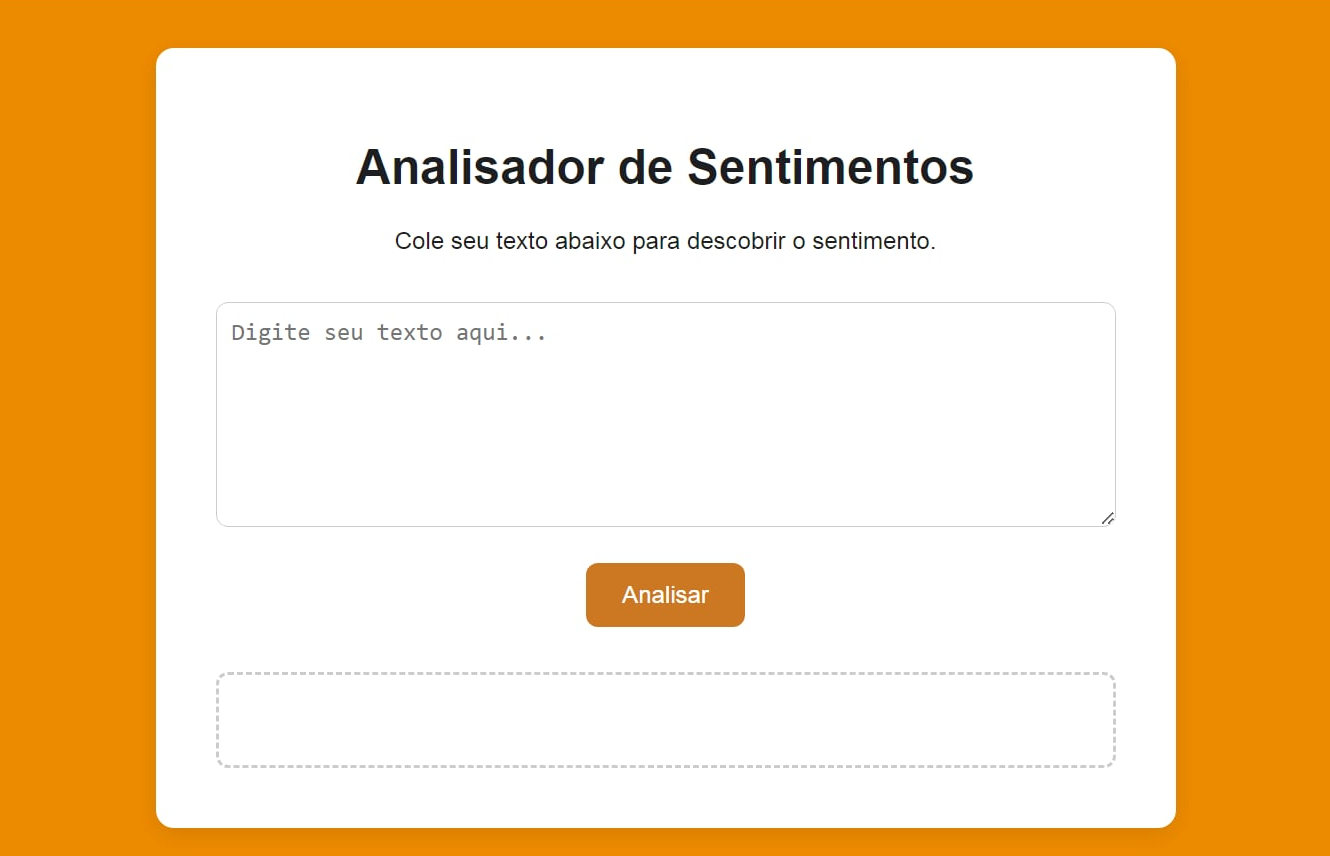 Analisador de Sentimentos
Cole seu texto abaixo para descobrir o sentimento.
Digite seu texto aqui...
Analisar